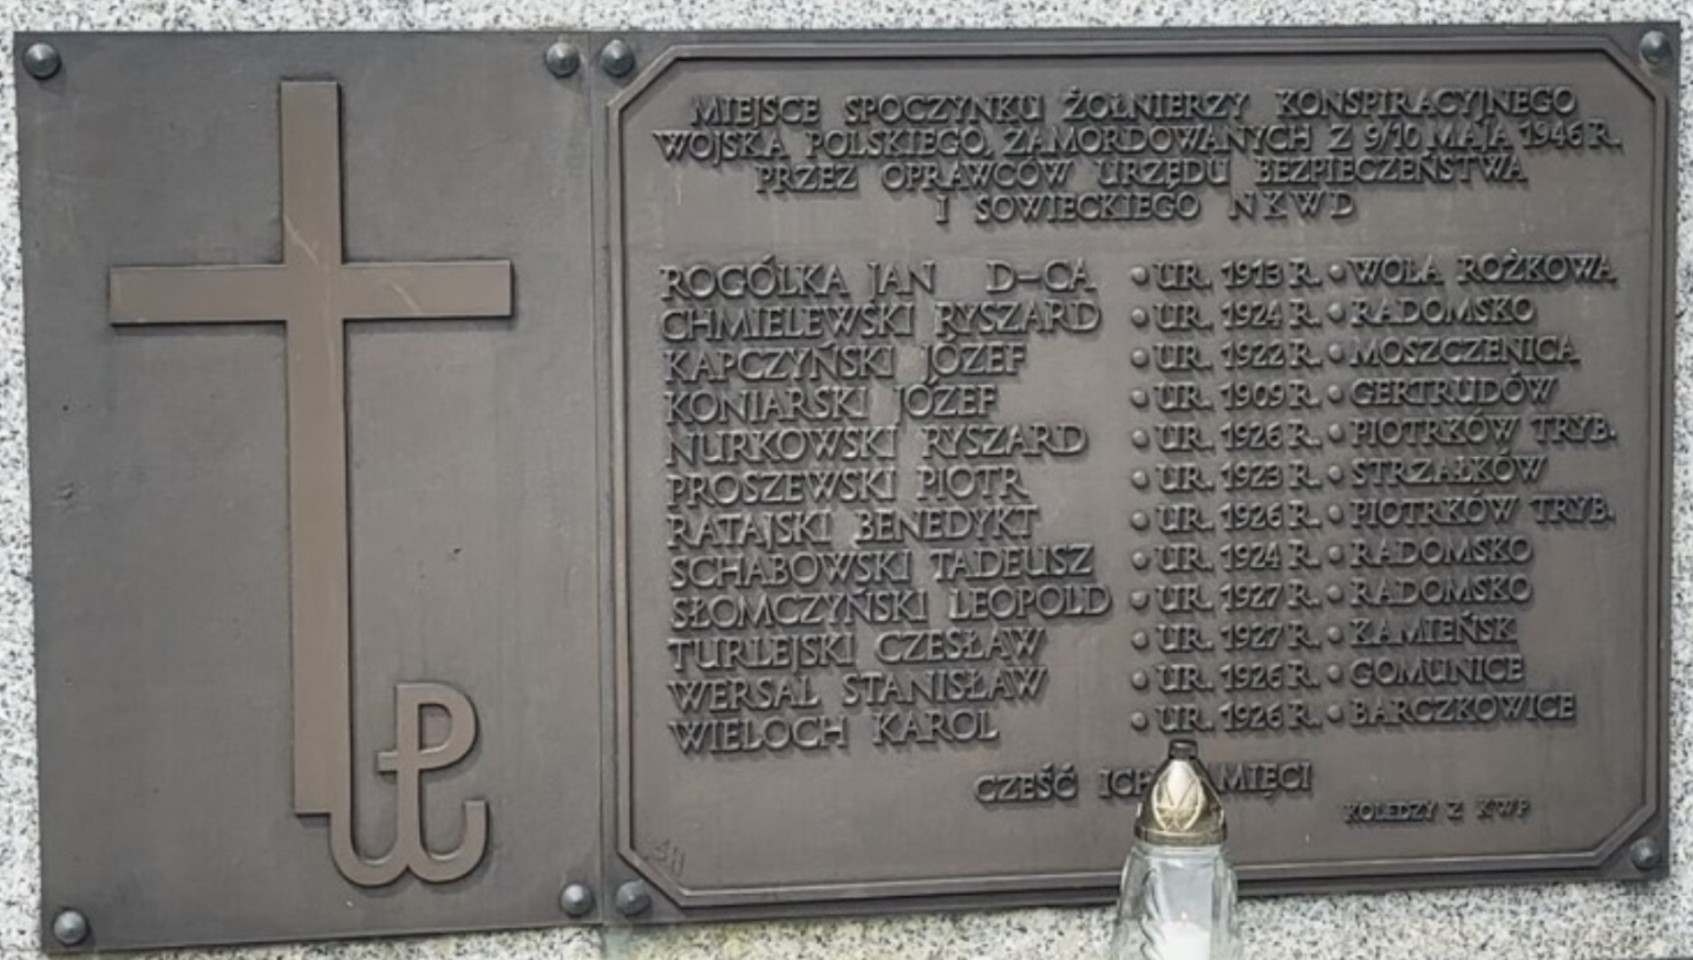 MIEJSCE SPOCZYNKU ŻOŁNIERZY KONSPIRACYJNEGO
WOJSKA POLSKIEGO, ZAMORDOWANYCH Z 9/10 MAJA 1946 R.
PRZEZ OPRAWCÓW URZĘDU BEZPIECZEŃSTWA
I SOWIECKIEGO NKWD
ROGÓLKA JAN D-CA • UR. 1913 R. • WOLA ROŻKOWA
CHMIELEWSKI RYSZARD • UR. 1924 R. • RADOMSKO
KAPCZYŃSKI JÓZEF • UR. 1922 R. • MOSZCZENICA
KONIARSKI JÓZEF • UR. 1909 R. • GERTRUDÓW
NURKOWSKI RYSZARD • UR. 1926 R. • PIOTRKÓW TRYB.
PROSZEWSKI PIOTR • UR. 1923 R. • STRZAŁKÓW
RATAJSKI BENEDYKT • UR. 1926 R. • PIOTRKÓW TRYB.
SCHABOWSKI TADEUSZ • UR. 1924 R. • RADOMSKO
SŁOMCZYŃSKI LEOPOLD • UR. 1927 R. • RADOMSKO
TURLEJSKI CZESŁAW • UR. 1927 R. • KAMIEŃSK
WERSAL STANISŁAW • UR. 1926 R. • GOMUNICE
WIELOCH KAROL • UR. 1926 R. • BARCZKOWICE
CZEŚĆ ICH MIĘCI
KOLEDZY Z KWP